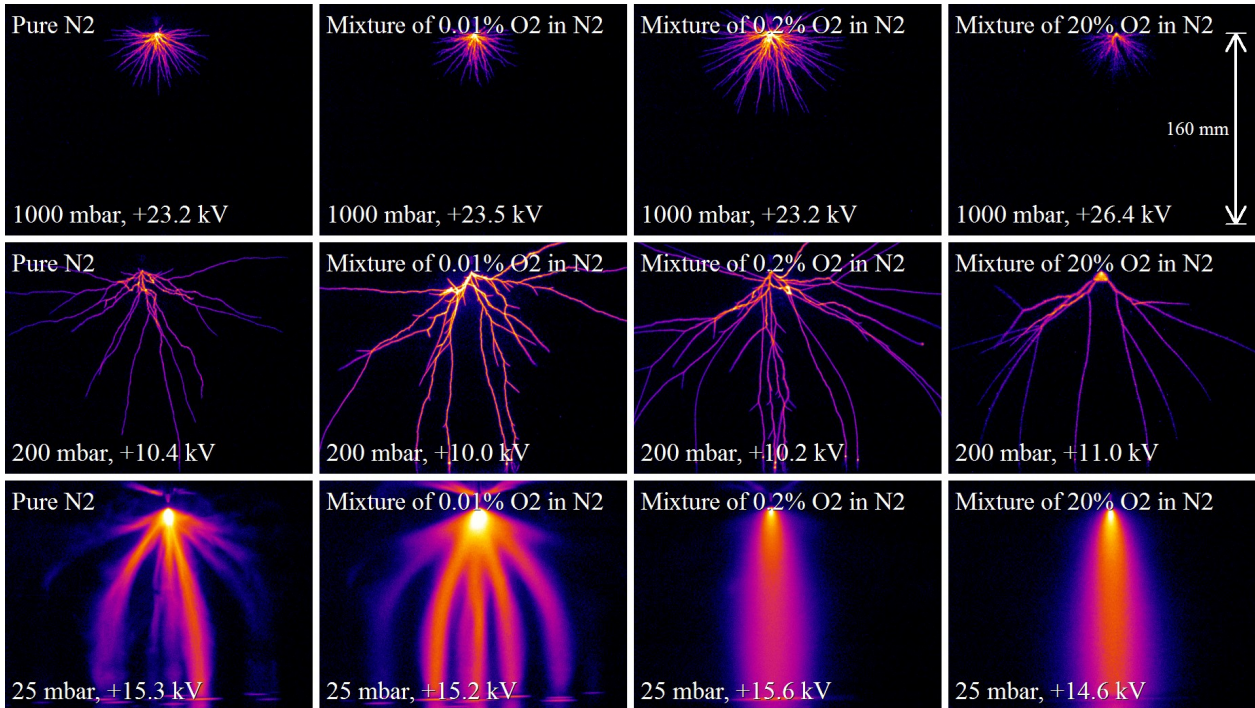 Pure N2
Mixture of 0.01% O2 in N2
Mixture of 0.2% O2 in N2
Mixture of 20% O2 in N2
160 mm
1000 mbar, +23.2 kV
1000 mbar, +23.5 kV
1000 mbar, +23.2 kV
1000 mbar, +26.4 kV
Pure N2
Mixture of 0.01% O2 in N2
Mixture of 0.2% O2 in N2
Mixture of 20% O2 in N2
200 mbar, +10.4 kV
200 mbar, +10.0 kV
200 mbar, +10.2 kV
200 mbar, +11.0 kV
Pure N2
Mixture of 0.01% O2 in N2
Mixture of 0.2% O2 in N2
Mixture of 20% O2 in N2
25 mbar, +15.3 kV
25 mbar, +15.2 kV
25 mbar, +15.6 kV
25 mbar, +14.6 kV